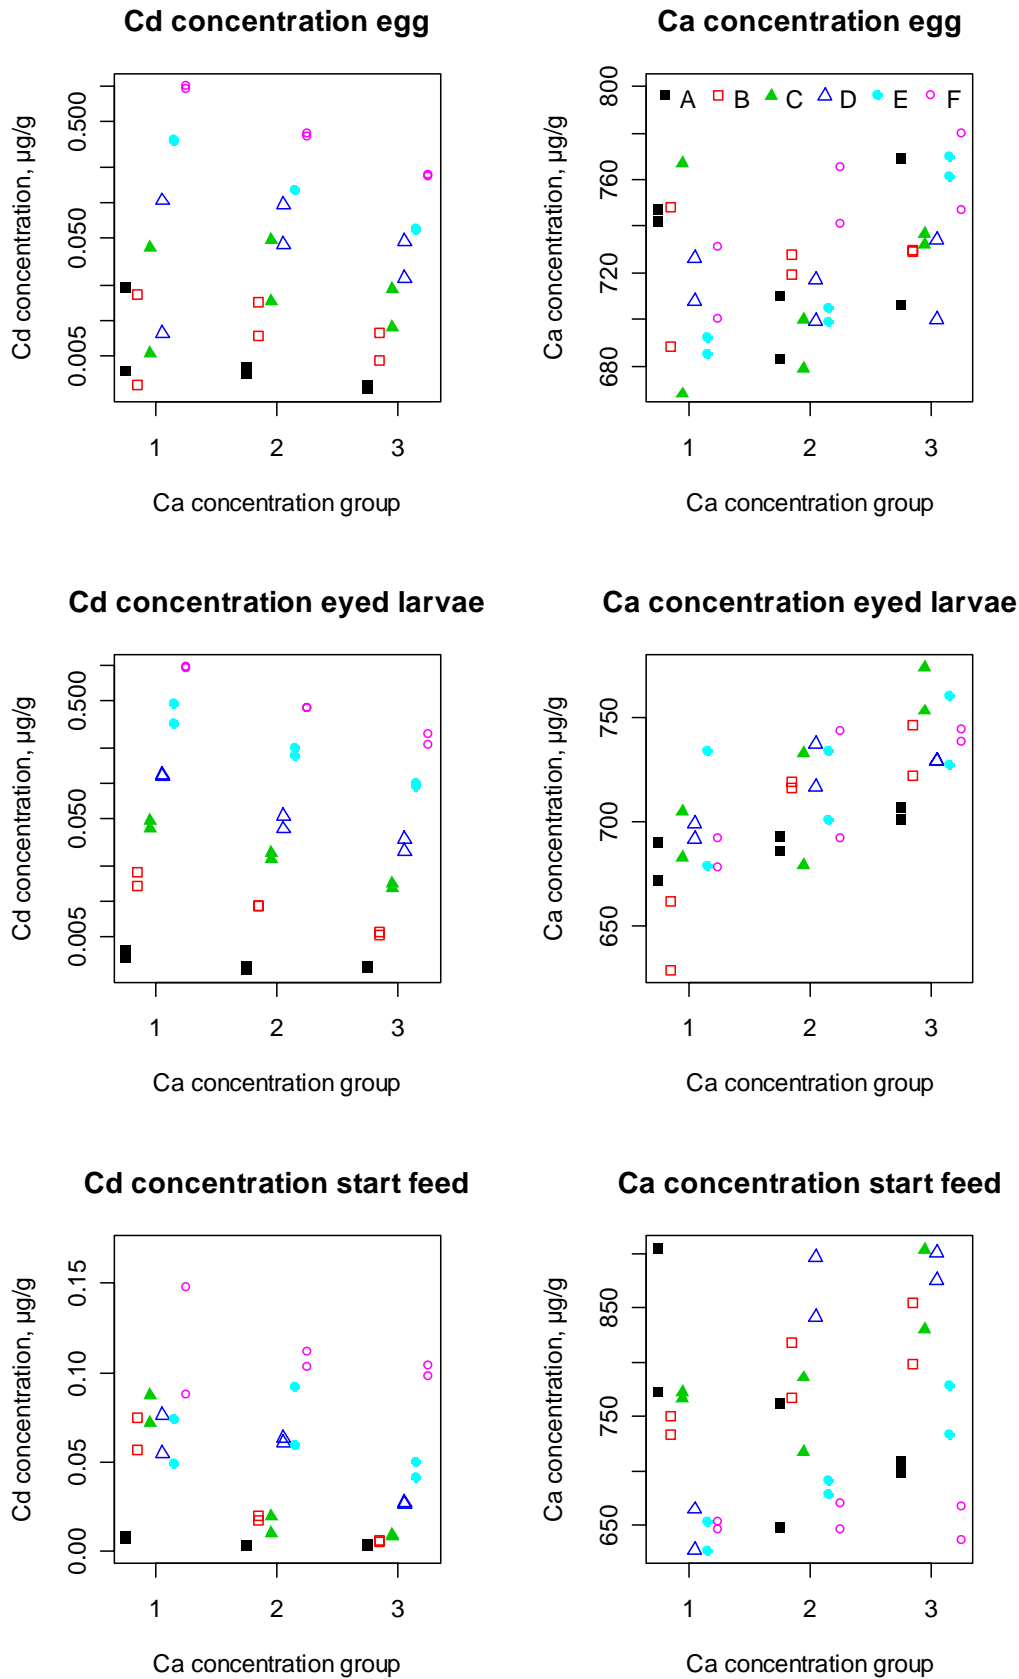 Cd concentration egg
Cd concentration, µg/g
0.500
0.050
0.005
1 2 3
Ca concentration group
Ca concentration egg
Ca concentration, µg/g
800
760
720
680
A B C D E F
1 2 3
Ca concentration group
Cd concentration eyed larvae
Cd concentration, µg/g
0.500
0.050
0.005
1 2 3
Ca concentration group
Ca concentration eyed larvae
Ca concentration, µg/g
750
700
650
1 2 3
Ca concentration group
Cd concentration start feed
Cd concentration, µg/g
0.15
0.10
0.05
0.00
1 2 3
Ca concentration group
Ca concentration start feed
Ca concentration, µg/g
850
750
650
1 2 3
Ca concentration group